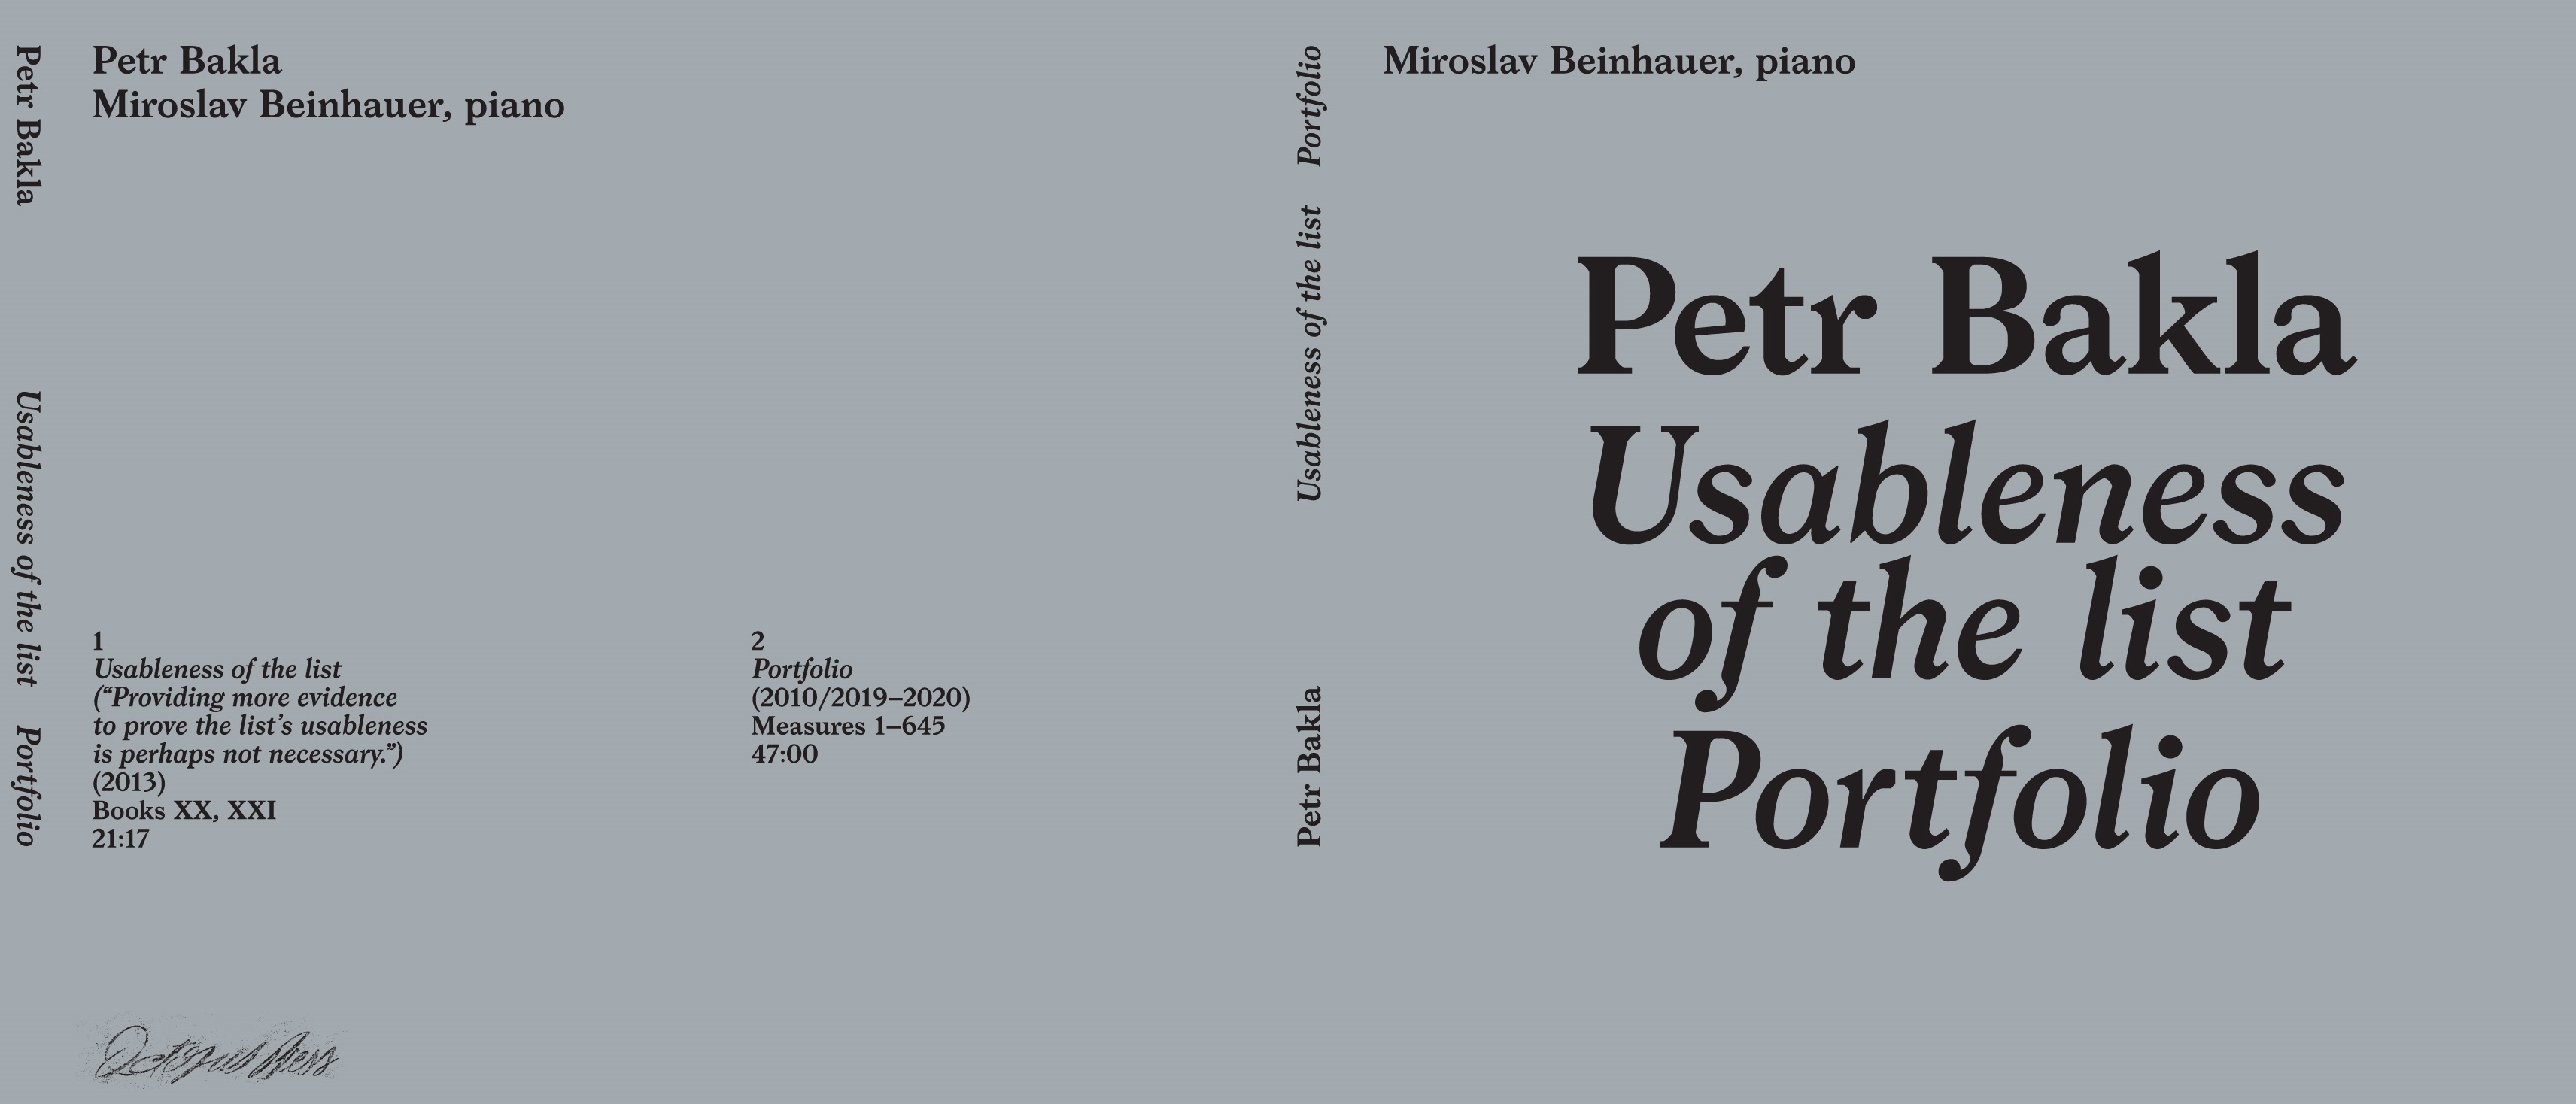 Petr Bakla
Usableness of the list
Portfolio
Petr Bakla
Miroslav Beinhauer, piano
1
Usableness of the list
(“Providing more evidence
to prove the list’s usableness
is perhaps not necessary.”)
(2013)
Books XX, XXI
21:17
2
Portfolio
(2010/2019–2020)
Measures 1–645
47:00
Octopus Press
Petr Bakla
Usableness of the list
Portfolio
Miroslav Beinhauer, piano
Petr Bakla
Usableness
of the list
Portfolio